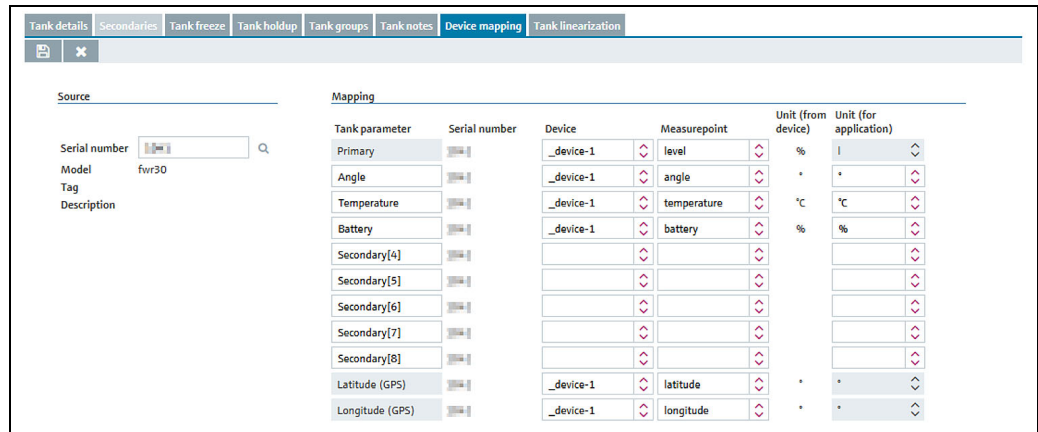 Tank details Secondaries Tank freeze Tank holdup Tank groups Tank notes Device mapping Tank linearization
Source
Serial number
Model fwr30
Tag
Description
Mapping
Tank parameter Serial number Device Measurepoint Unit (from device) Unit (for application)
Primary _device-1 level % l
Angle _device-1 angle ° °
Temperature _device-1 temperature °C °C
Battery _device-1 battery % %
Secondary[4]
Secondary[5]
Secondary[6]
Secondary[7]
Secondary[8]
Latitude (GPS) _device-1 latitude ° °
Longitude (GPS) _device-1 longitude ° °